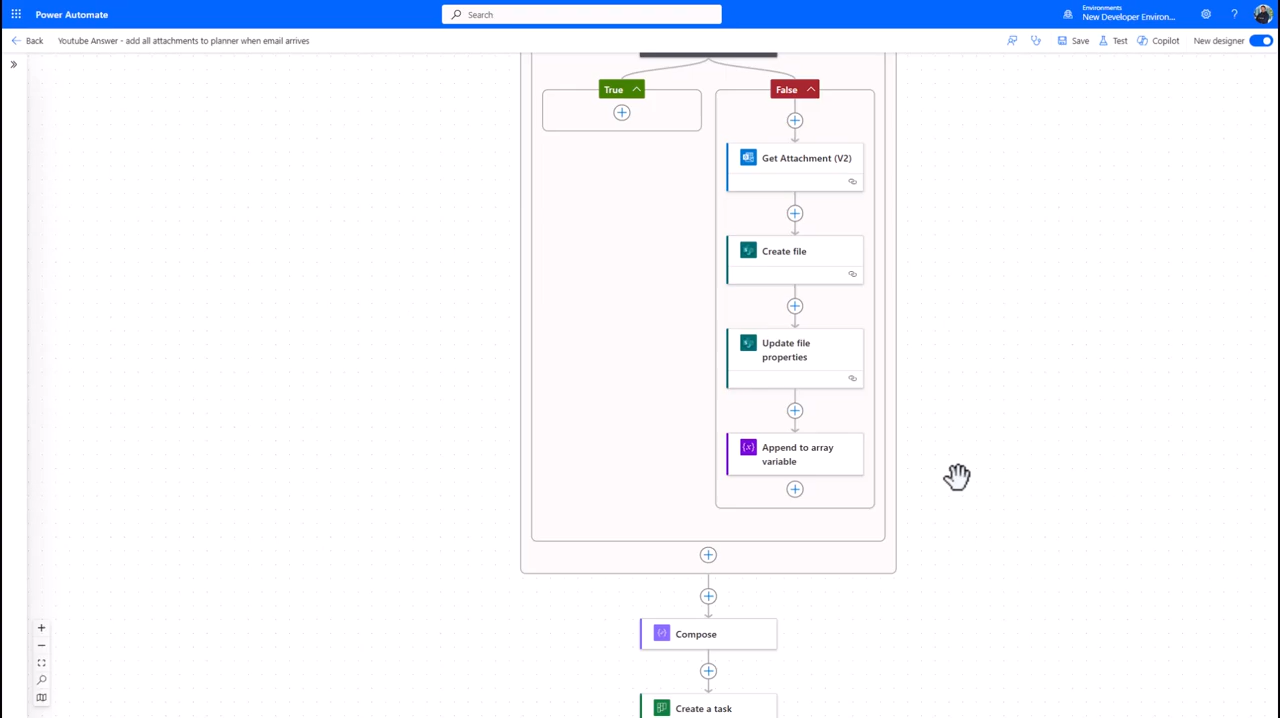 Power Automate
Search
Environments
New Developer Environ...
?
Back
Youtube Answer - add all attachments to planner when email arrives
Save
Test
Copilot
New designer
True
False
Get Attachment (V2)
Create file
Update file
properties
Append to array
variable
Compose
Create a task